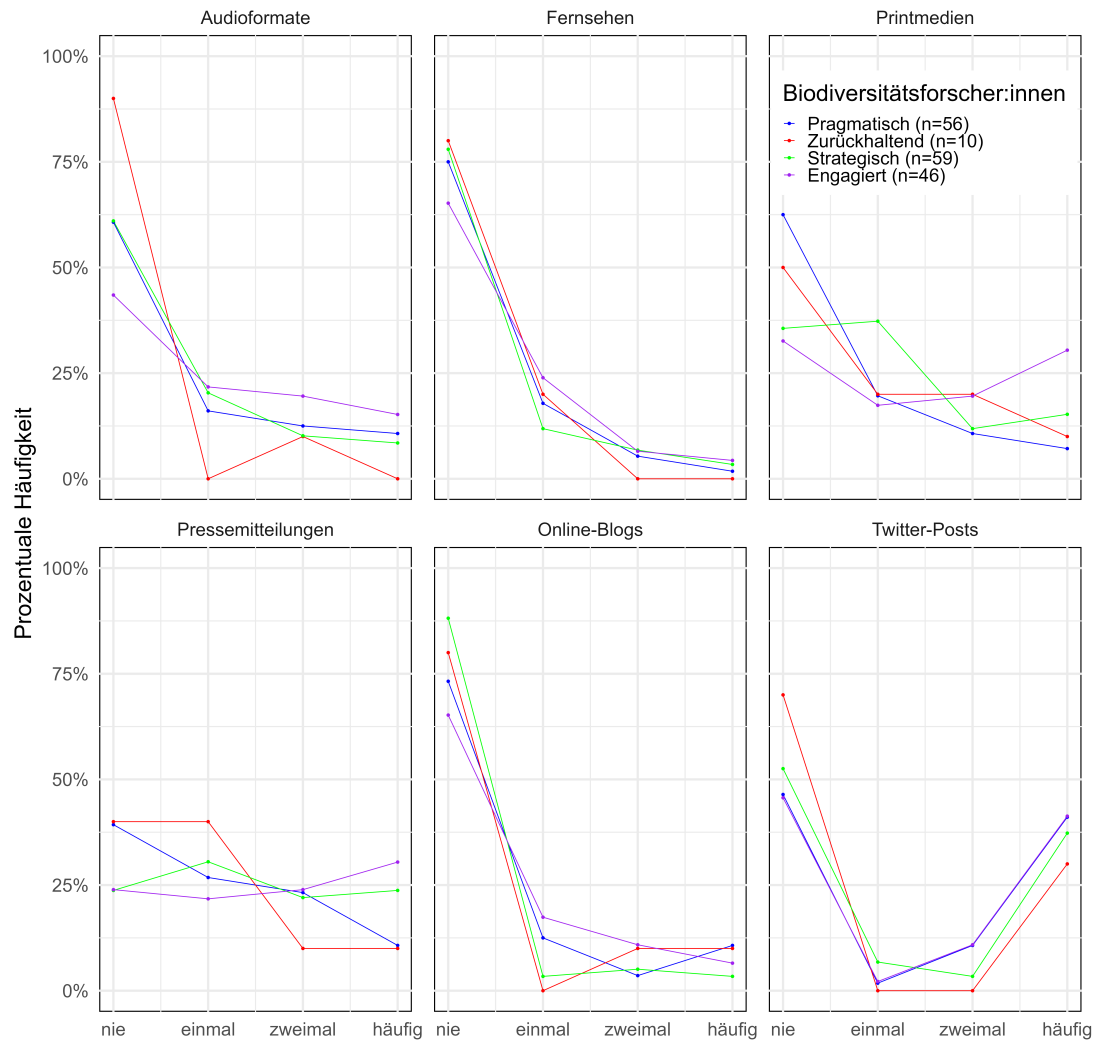 Audioformate
Fernsehen
Printmedien
100%
75%
50%
25%
0%
Biodiversitätsforscher:innen
Pragmatisch (n=56)
Zurückhaltend (n=10)
Strategisch (n=59)
Engagiert (n=46)
Prozentuale Häufigkeit
Pressemitteilungen
Online-Blogs
Twitter-Posts
100%
75%
50%
25%
0%
nie einmal zweimal häufig
nie einmal zweimal häufig
nie einmal zweimal häufig